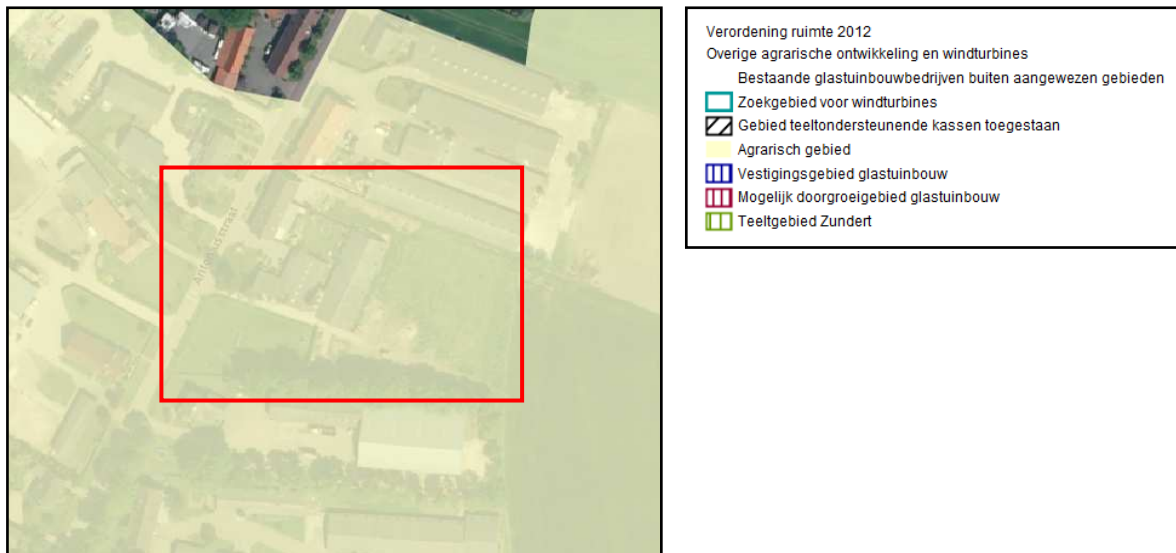 Antoniusstraat
Verordening ruimte 2012
Overige agrarische ontwikkeling en windturbines
Bestaande glastuinbouwbedrijven buiten aangewezen gebieden
Zoekgebied voor windturbines
Gebied teeltondersteunende kassen toegestaan
Agrarisch gebied
Vestigingsgebied glastuinbouw
Mogelijk doorgroeigebied glastuinbouw
Teeltgebied Zundert